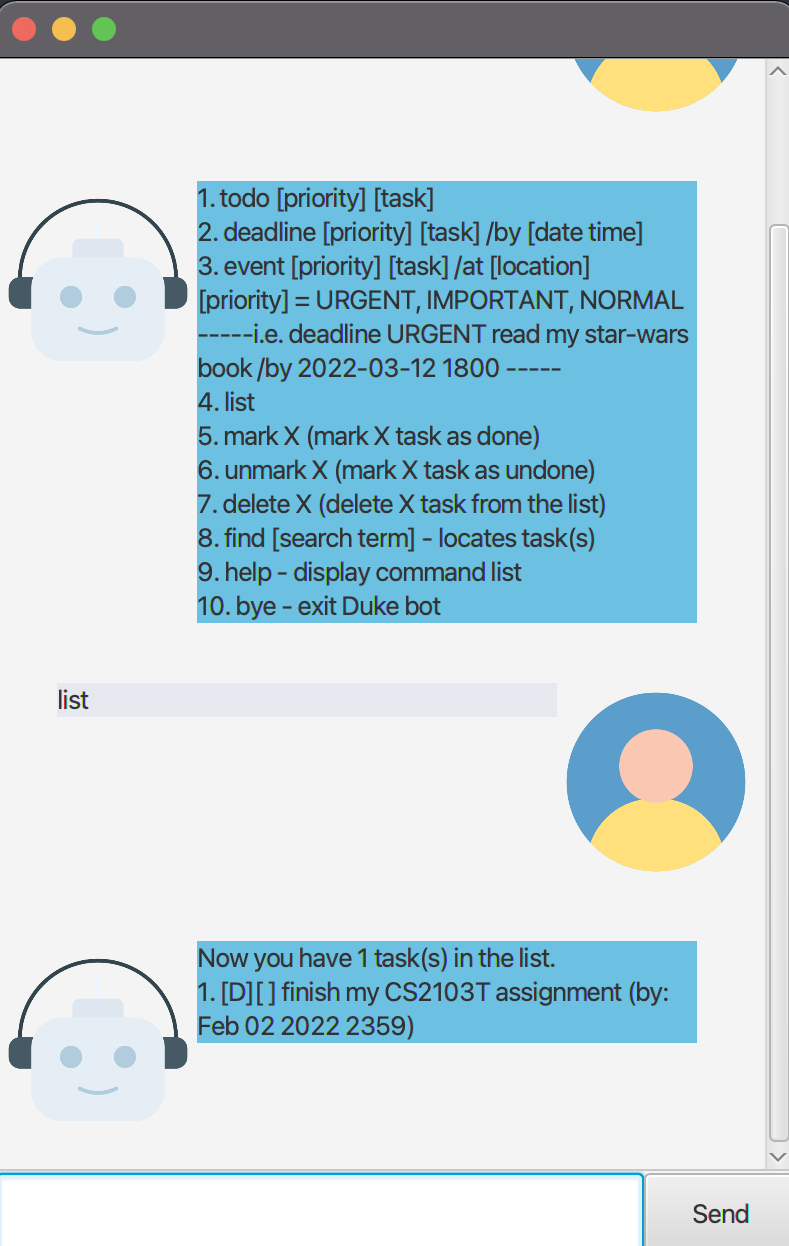 1. todo [priority] [task]
2. deadline [priority] [task] /by [date time]
3. event [priority] [task] /at [location]
[priority] = URGENT, IMPORTANT, NORMAL
-----i.e. deadline URGENT read my star-wars
book /by 2022-03-12 1800 -----
4. list
5. mark X (mark X task as done)
6. unmark X (mark X task as undone)
7. delete X (delete X task from the list)
8. find [search term] - locates task(s)
9. help - display command list
10. bye - exit Duke bot
list
Now you have 1 task(s) in the list.
1. [D][ ] finish my CS2103T assignment (by:
Feb 02 2022 2359)
Send